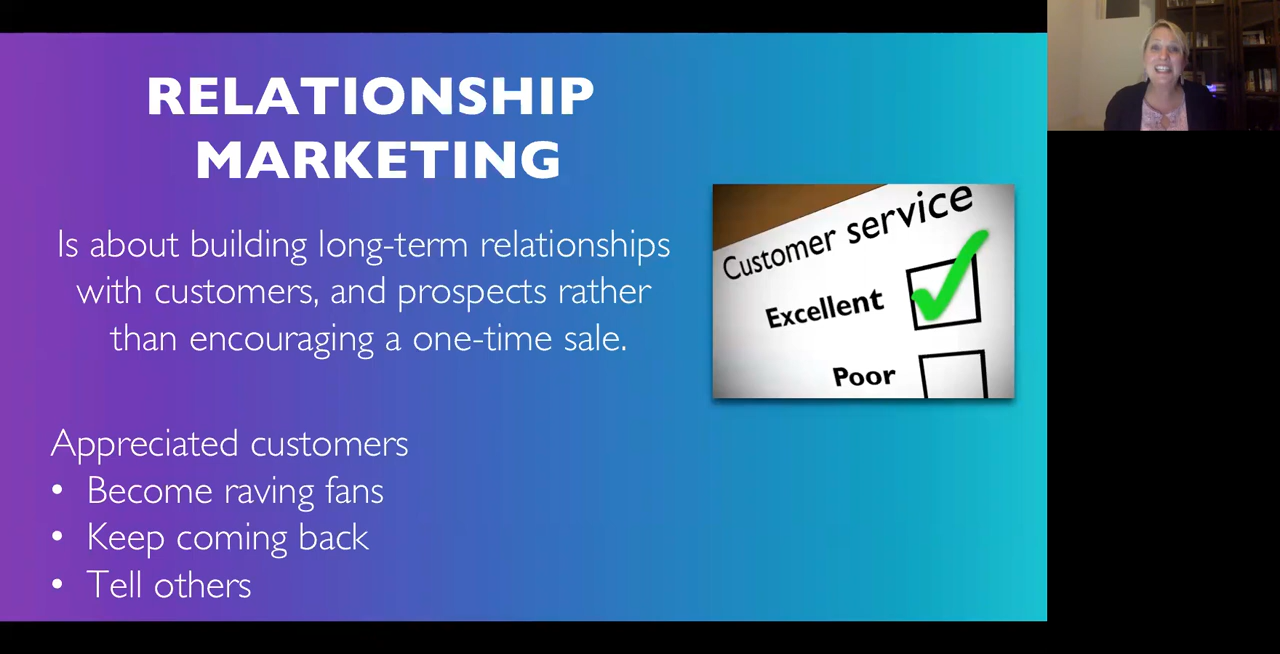 RELATIONSHIP
MARKETING
Is about building long-term relationships
with customers, and prospects rather
than encouraging a one-time sale.
Customer service
Excellent
Poor
Appreciated customers
• Become raving fans
• Keep coming back
• Tell others